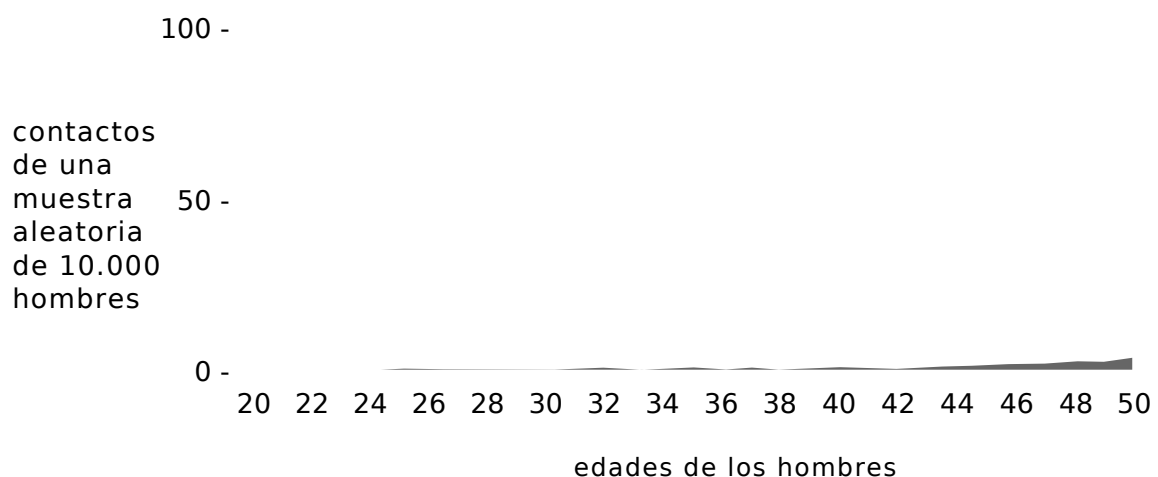 100 -
contactos
de una
muestra
50 -
aleatoria
de 10.000
hombres
0 -
20 22 24 26 28 30 32 34 36 38 40 42 44 46 48 50
edades de los hombres